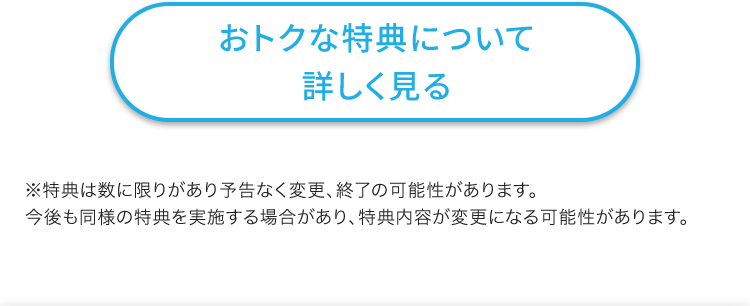 おトクな特典について
詳しく見る
※特典は数に限りがあり予告なく変更、終了の可能性があります。
今後も同様の特典を実施する場合があり、特典内容が変更になる可能性があります。